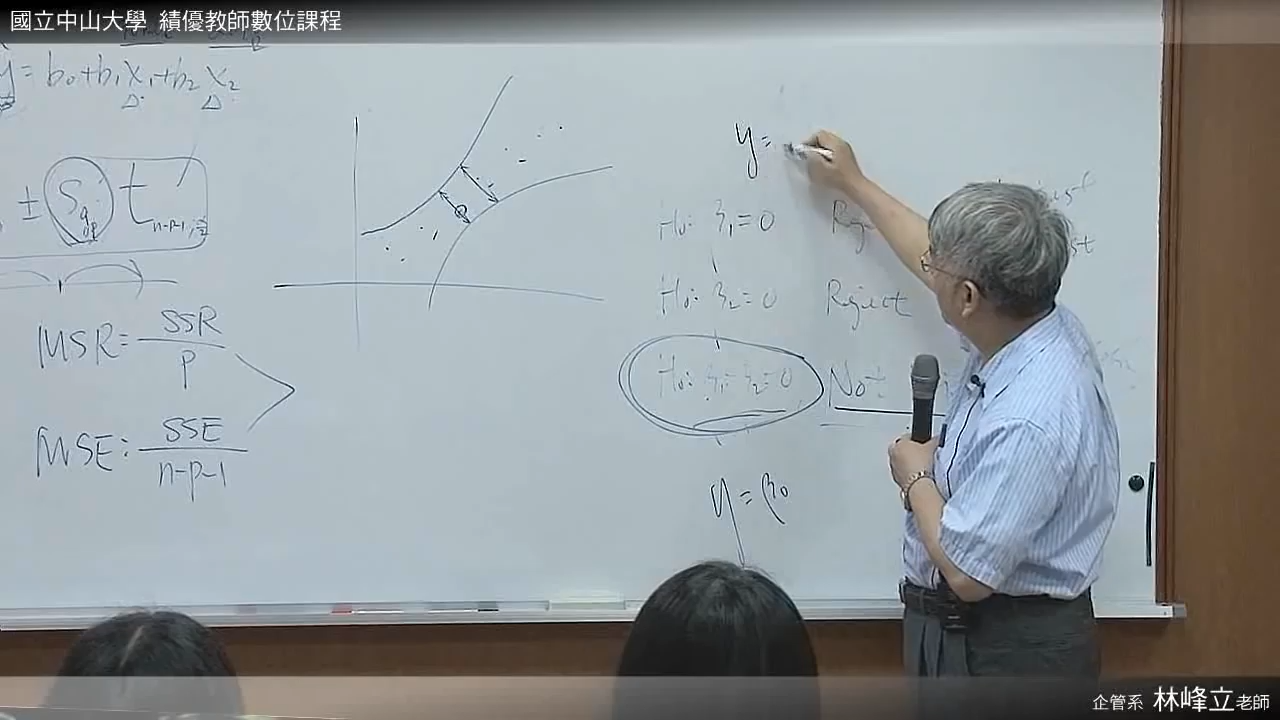 國立中山大學 績優教師數位課程
y = b₀+b₁x₁+b₂x₂
± S t n-p-1,
MSR = SSR / p
MSE : SSE / n-p-1
y =
H₀: β₁ = 0
H₀: β₂ = 0 Reject
H₀: β₁=β₂=0 Not
y = β₀
企管系 林峰立老師